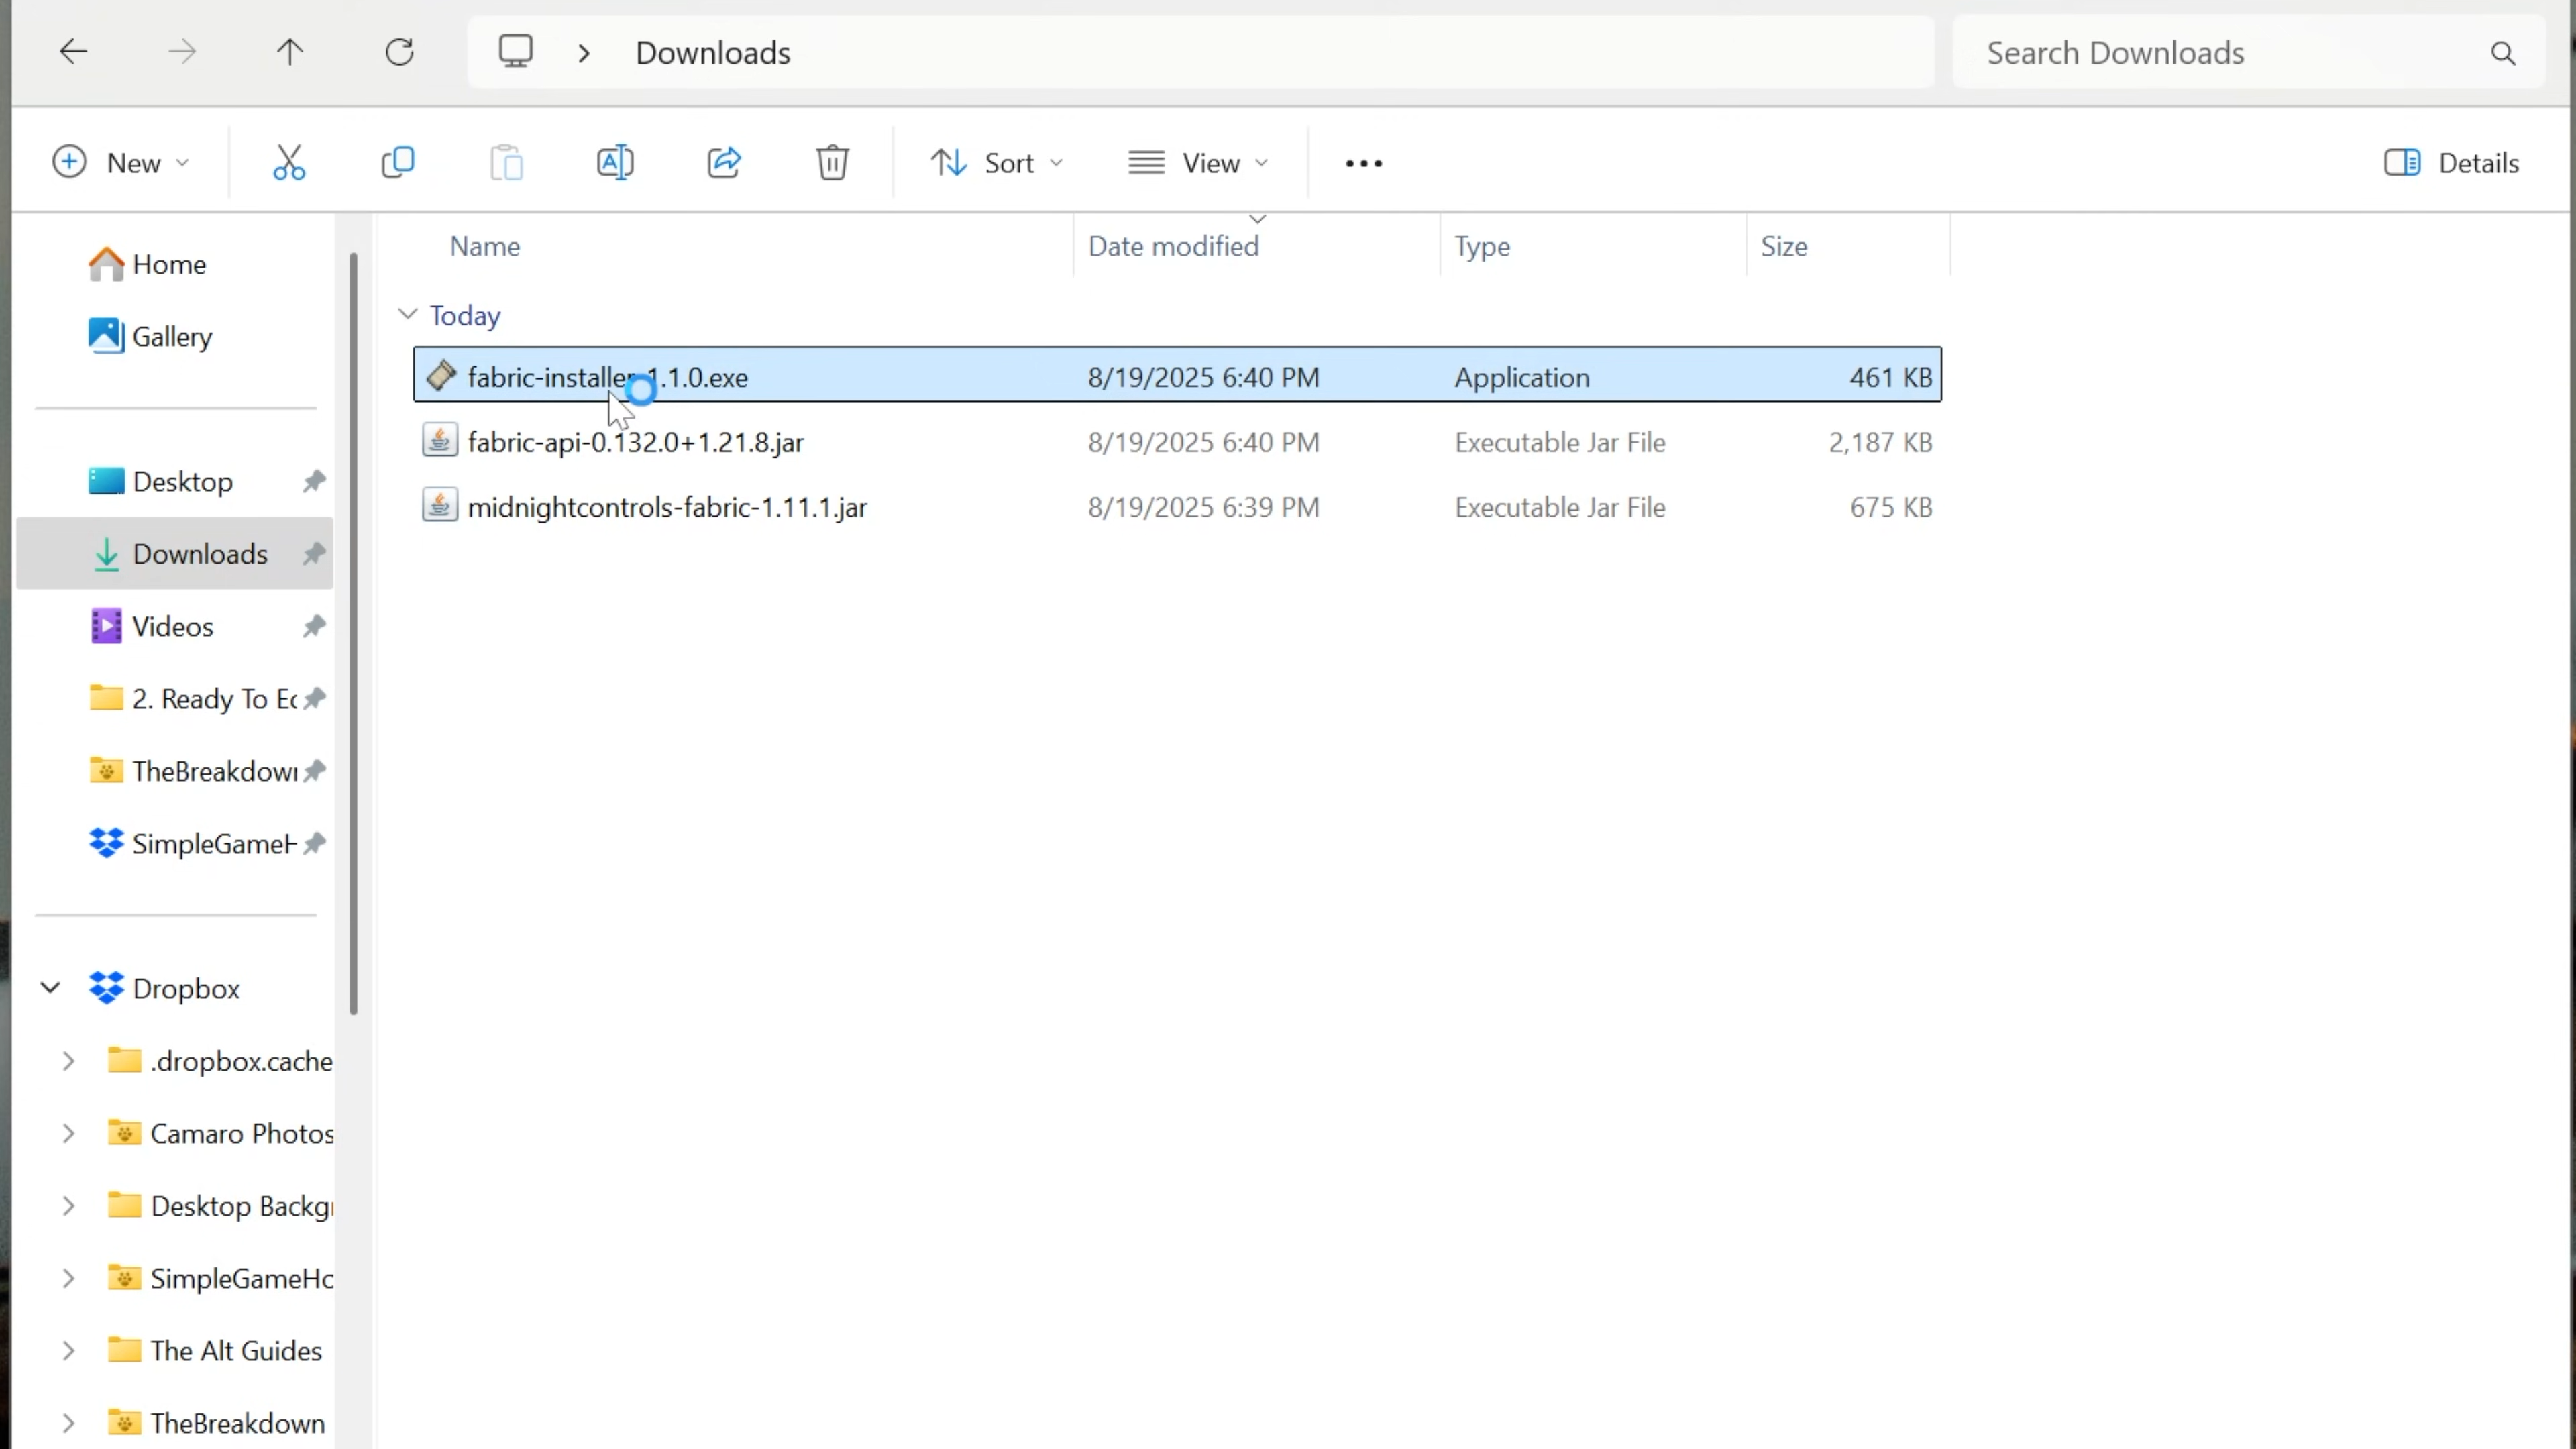 Downloads
Search Downloads
New
Sort
View
Details
Home
Gallery
Desktop
Downloads
Videos
2. Ready To Ec
TheBreakdown
SimpleGameH
Dropbox
.dropbox.cache
Camaro Photos
Desktop Backgr
SimpleGameHo
The Alt Guides
TheBreakdown
Name Date modified Type Size
Today
fabric-installer-1.1.0.exe 8/19/2025 6:40 PM Application 461 KB
fabric-api-0.132.0+1.21.8.jar 8/19/2025 6:40 PM Executable Jar File 2,187 KB
midnightcontrols-fabric-1.11.1.jar 8/19/2025 6:39 PM Executable Jar File 675 KB